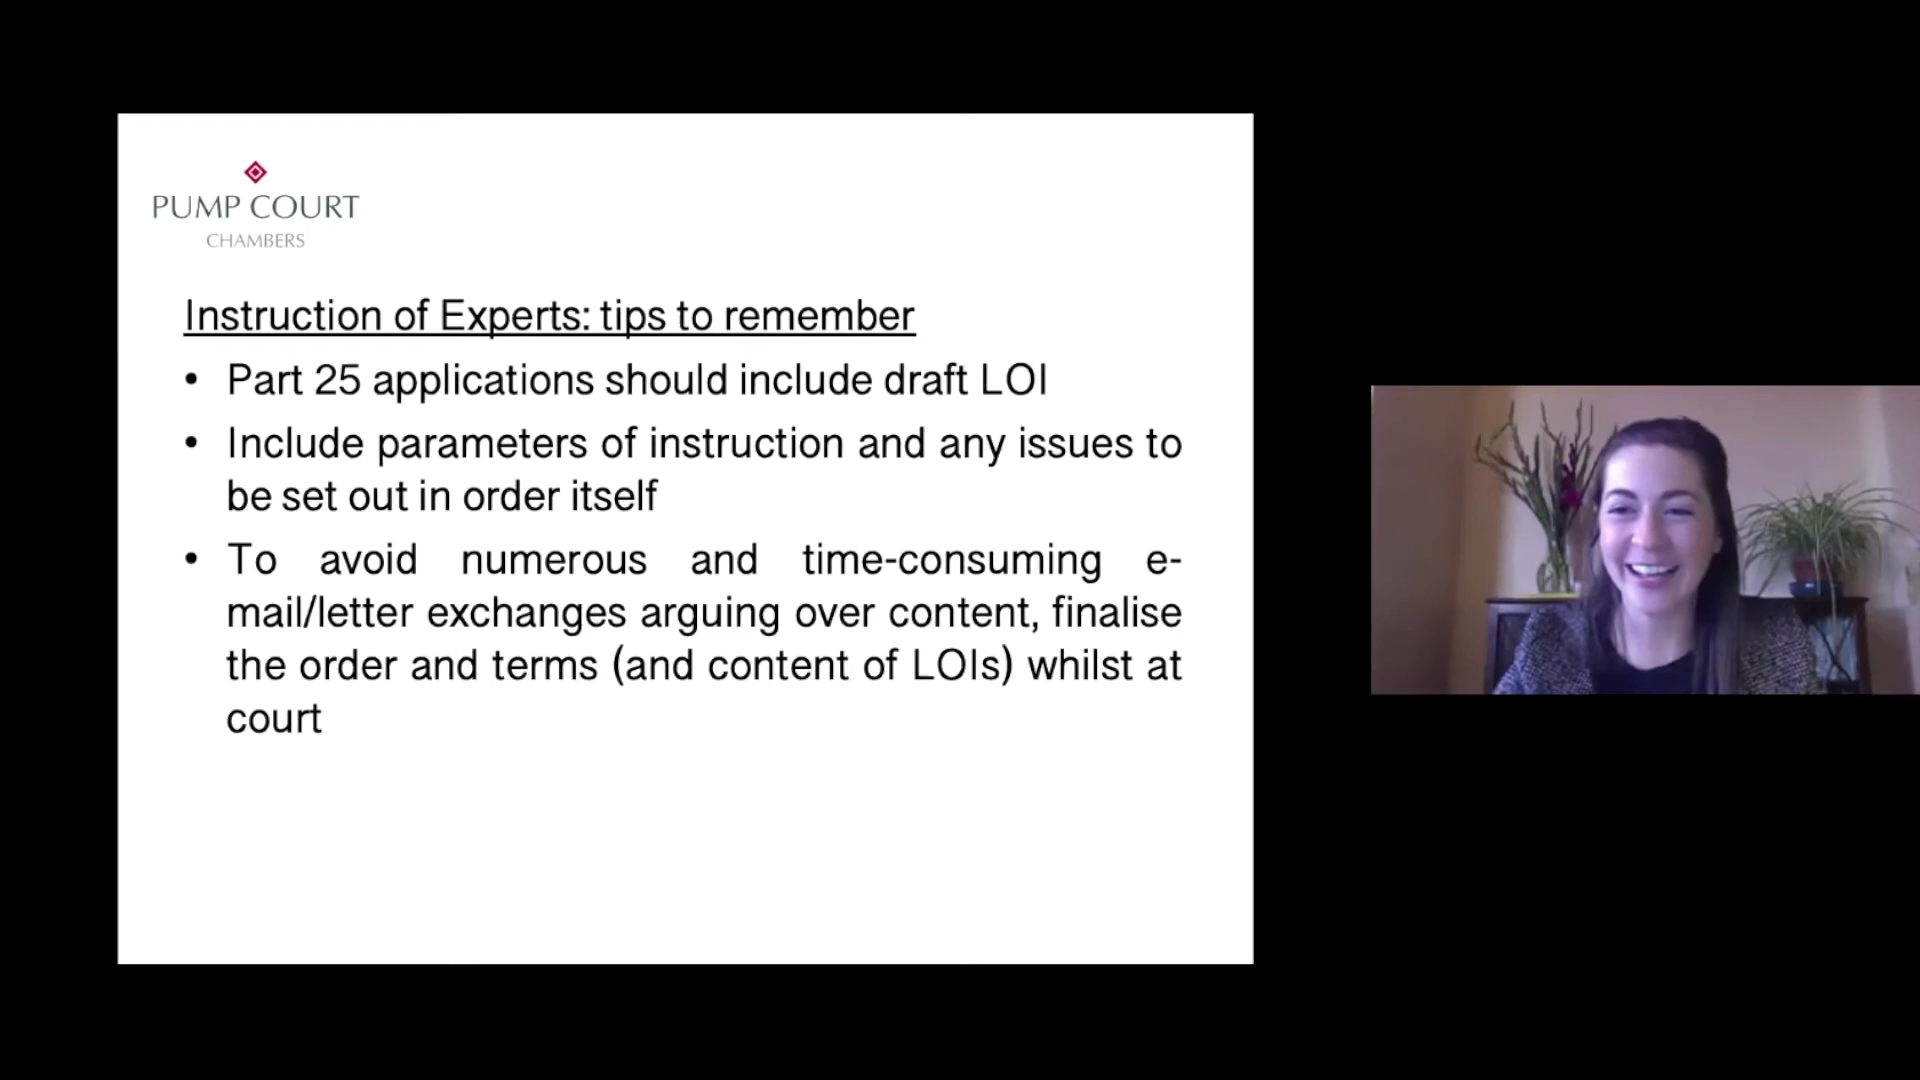 PUMP COURT
CHAMBERS
Instruction of Experts: tips to remember
• Part 25 applications should include draft LOI
• Include parameters of instruction and any issues to
be set out in order itself
• To avoid numerous and time-consuming e-
mail/letter exchanges arguing over content, finalise
the order and terms (and content of LOIs) whilst at
court